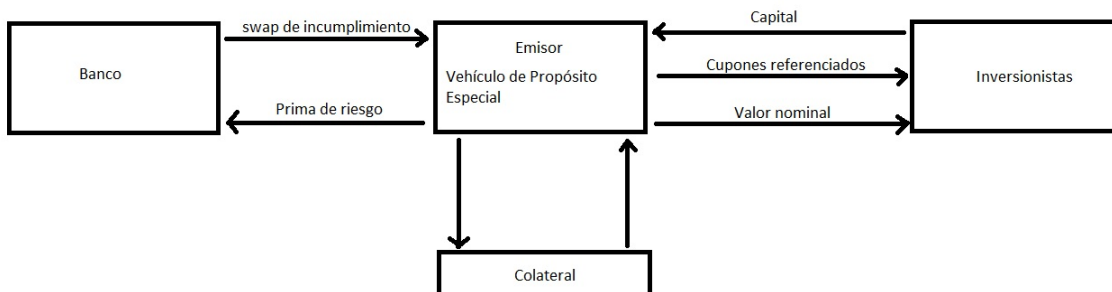 Banco
swap de incumplimiento
Prima de riesgo
Emisor
Vehículo de Propósito
Especial
Capital
Cupones referenciados
Valor nominal
Inversionistas
Colateral